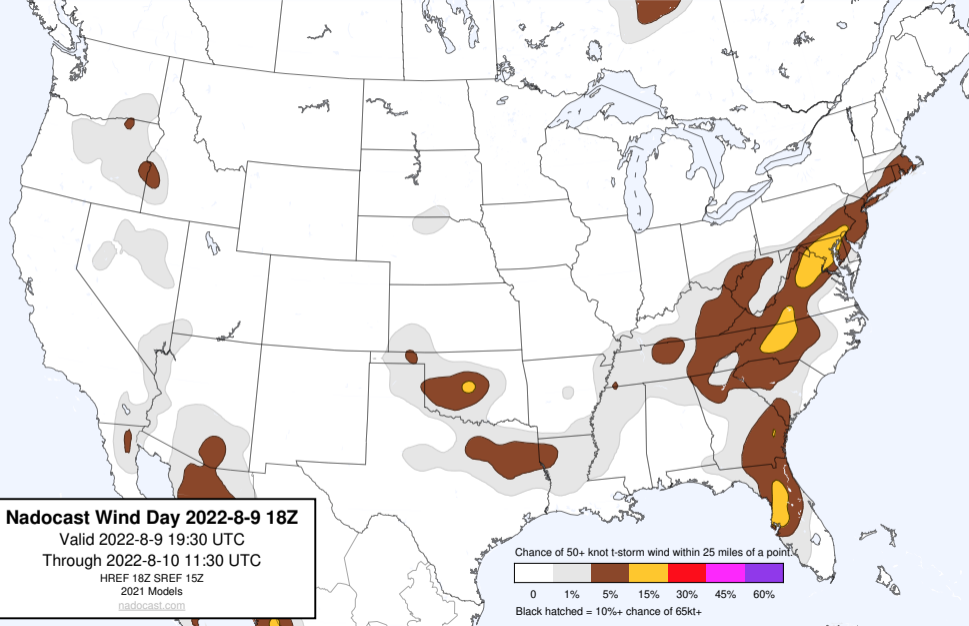 Nadocast Wind Day 2022-8-9 18Z
Valid 2022-8-9 19:30 UTC
Through 2022-8-10 11:30 UTC
HREF 18Z SREF 15Z
2021 Models
nadocast.com
Chance of 50+ knot t-storm wind within 25 miles of a point.
0 1% 5% 15% 30% 45% 60%
Black hatched = 10%+ chance of 65kt+